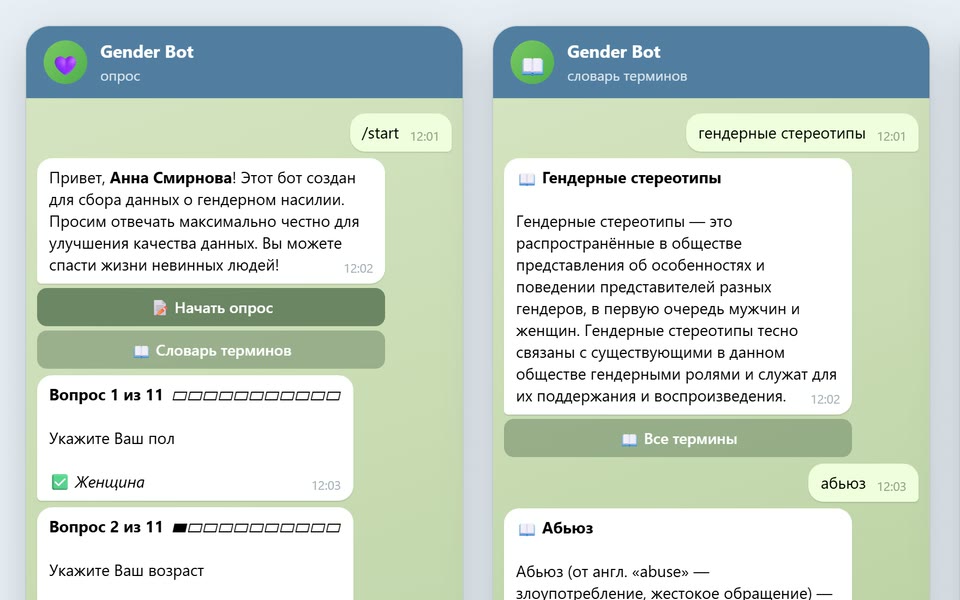 Gender Bot
опрос
/start 12:01
Привет, Анна Смирнова! Этот бот создан
для сбора данных о гендерном насилии.
Просим отвечать максимально честно для
улучшения качества данных. Вы можете
спасти жизни невинных людей! 12:02
Начать опрос
Словарь терминов
Вопрос 1 из 11
Укажите Ваш пол
Женщина 12:03
Вопрос 2 из 11
Укажите Ваш возраст
Gender Bot
словарь терминов
гендерные стереотипы 12:01
Гендерные стереотипы
Гендерные стереотипы — это
распространённые в обществе
представления об особенностях и
поведении представителей разных
гендеров, в первую очередь мужчин и
женщин. Гендерные стереотипы тесно
связаны с существующими в данном
обществе гендерными ролями и служат для
их поддержания и воспроизведения. 12:02
Все термины
абьюз 12:03
Абьюз
Абьюз (от англ. «abuse» —
злоупотребление, жестокое обращение) —